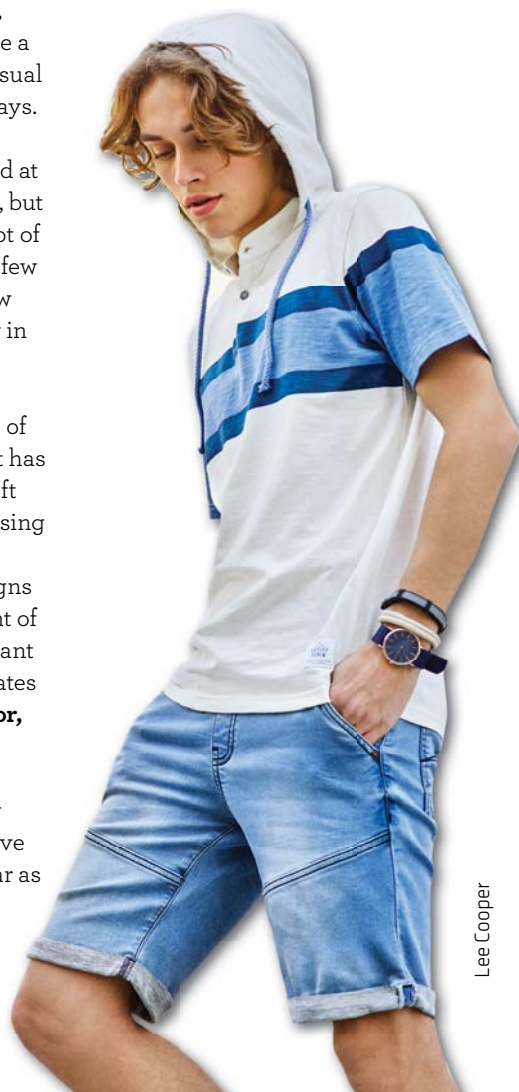 e a
sual
ays.
d at
, but
ot of
few
w
in
of
t has
ft
sing
gns
nt of
ant
ates
or,
ve
ar as
Lee Cooper